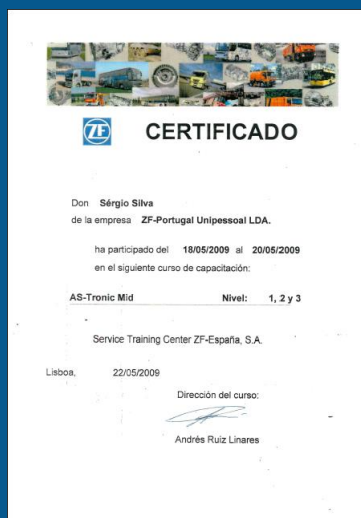 ZF
CERTIFICADO
Don Sérgio Silva
de la empresa ZF-Portugal Unipessoal LDA.
ha participado del 18/05/2009 al 20/05/2009
en el siguiente curso de capacitación:
AS-Tronic Mid Nivel: 1, 2 y 3
Service Training Center ZF-España, S.A.
Lisboa, 22/05/2009
Dirección del curso:
Andrés Ruiz Linares